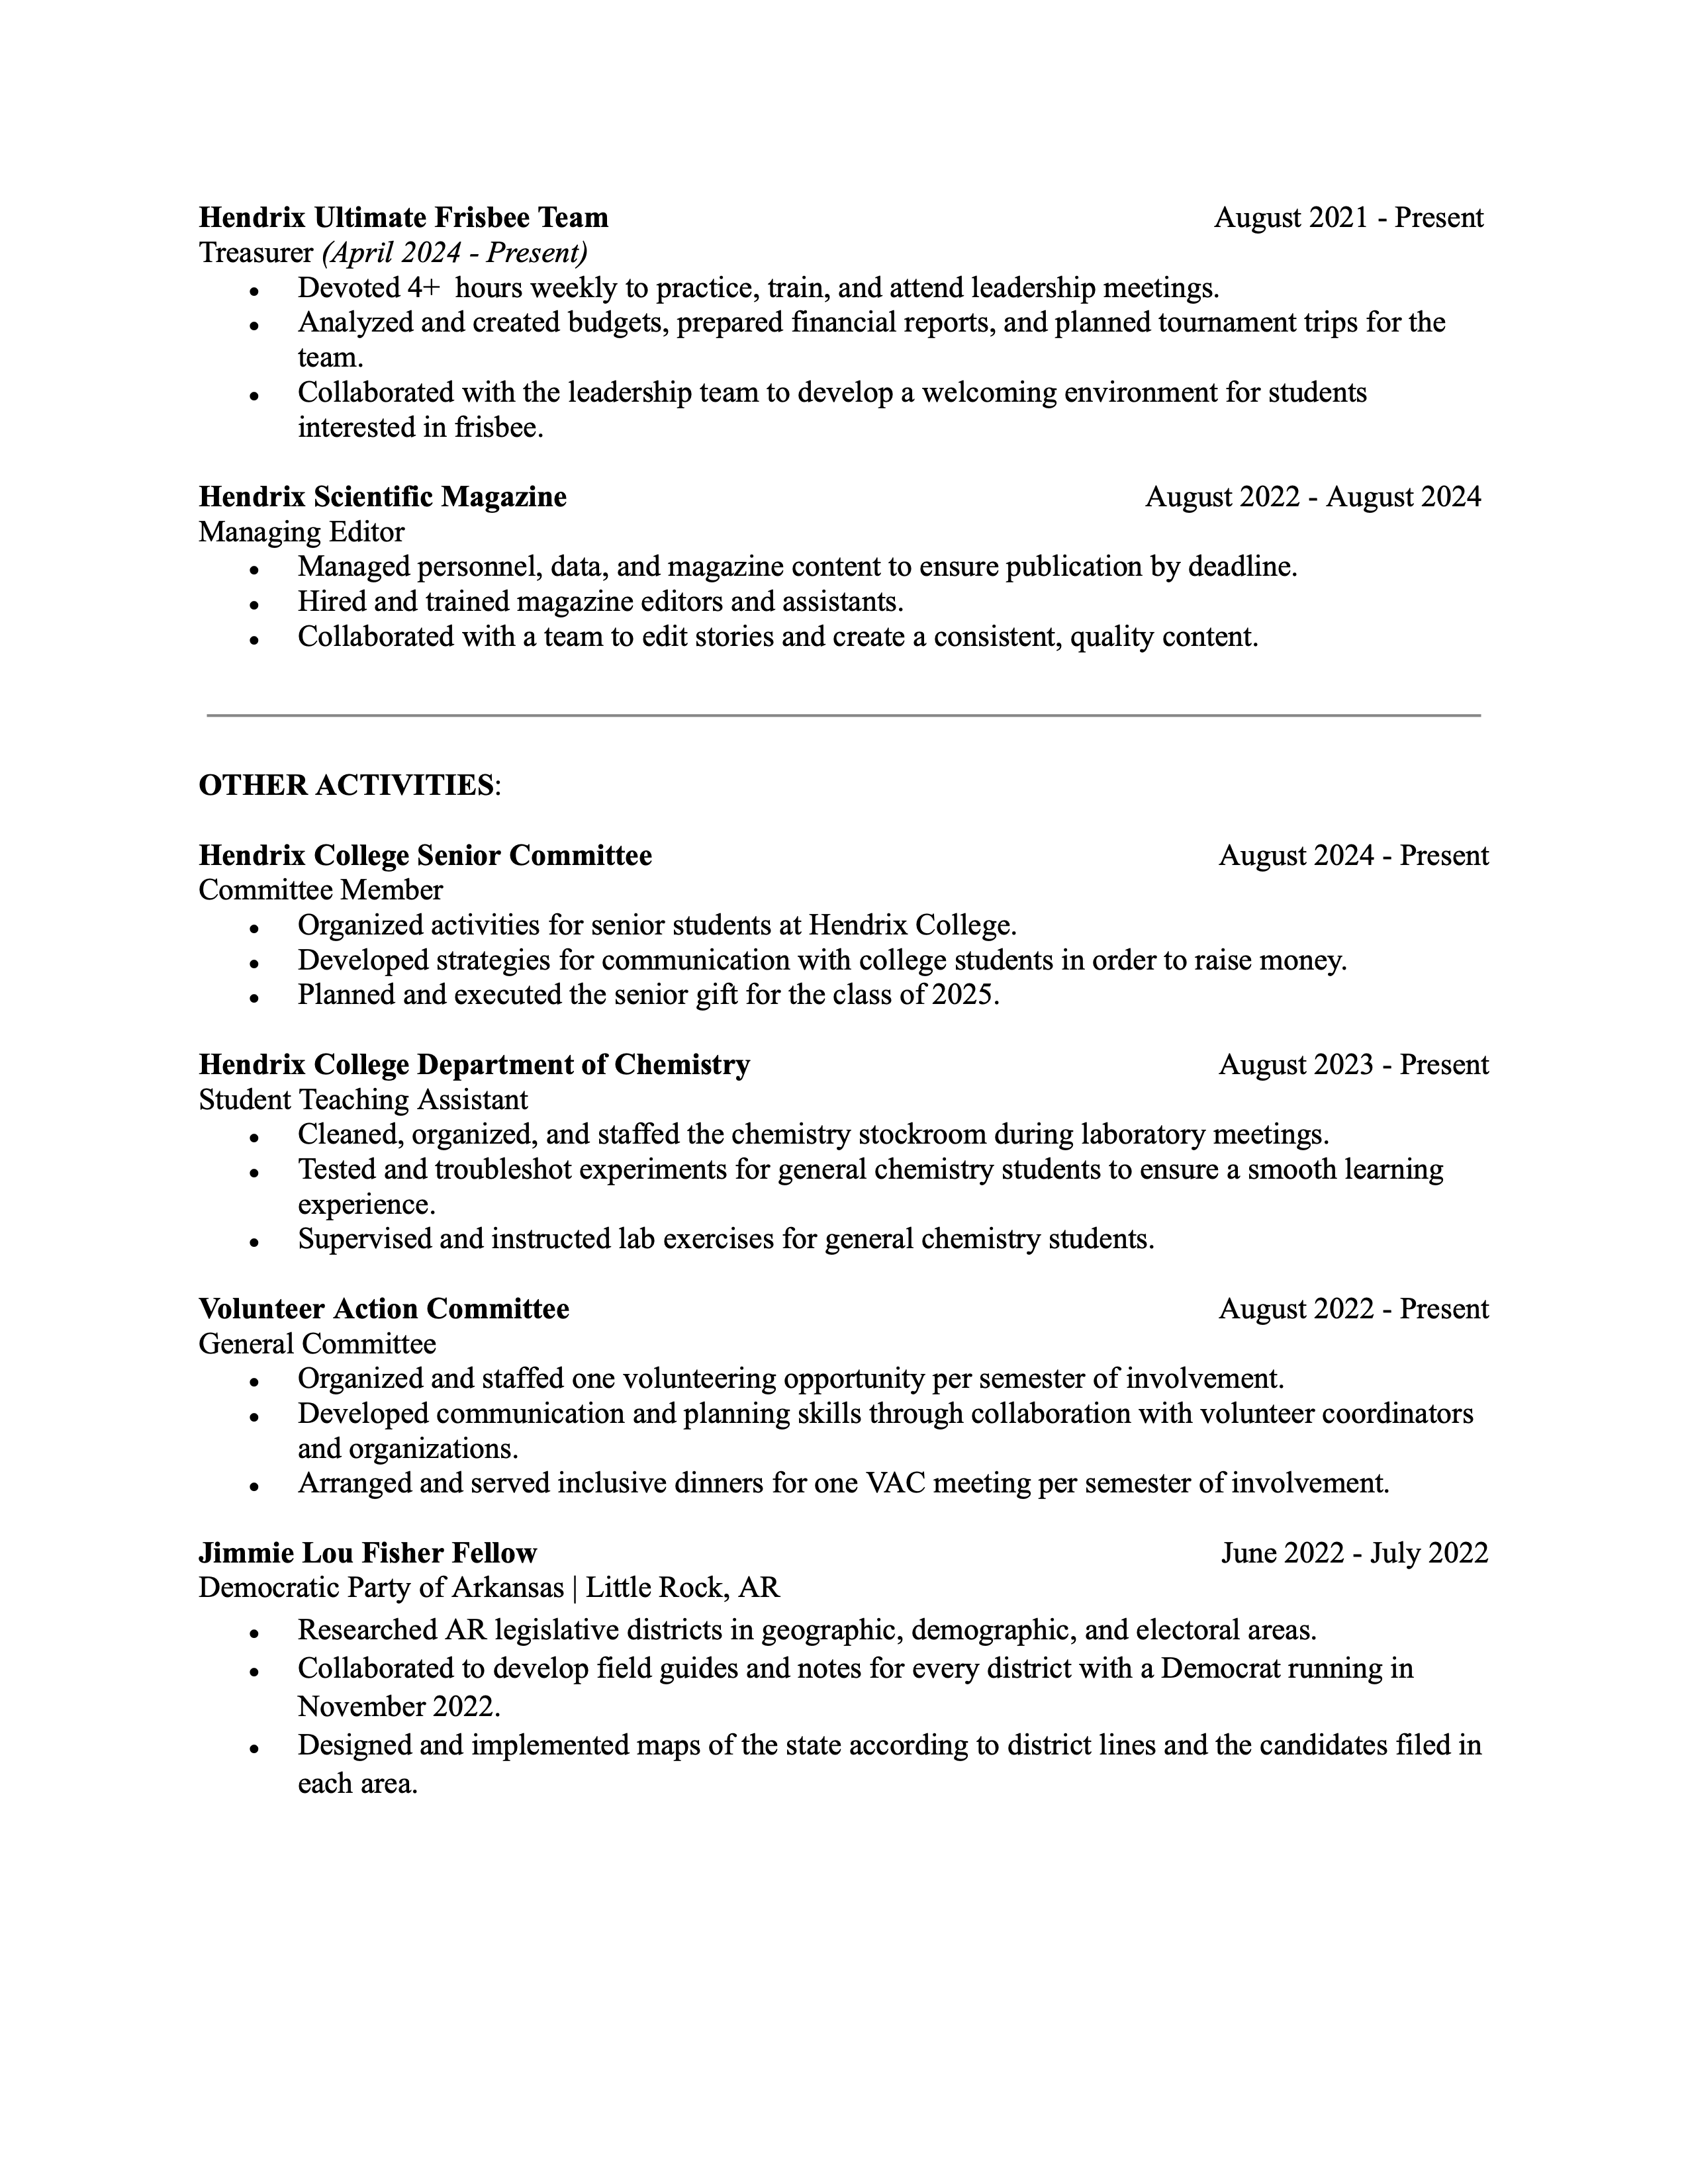 Hendrix Ultimate Frisbee Team August 2021 - Present
Treasurer (April 2024 - Present)
● Devoted 4+  hours weekly to practice, train, and attend leadership meetings.
● Analyzed and created budgets, prepared financial reports, and planned tournament trips for the
team.
● Collaborated with the leadership team to develop a welcoming environment for students
interested in frisbee.
Hendrix Scientific Magazine August 2022 - August 2024
Managing Editor
● Managed personnel, data, and magazine content to ensure publication by deadline.
● Hired and trained magazine editors and assistants.
● Collaborated with a team to edit stories and create a consistent, quality content.
OTHER ACTIVITIES:
Hendrix College Senior Committee August 2024 - Present
Committee Member
● Organized activities for senior students at Hendrix College.
● Developed strategies for communication with college students in order to raise money.
● Planned and executed the senior gift for the class of 2025.
Hendrix College Department of Chemistry August 2023 - Present
Student Teaching Assistant
● Cleaned, organized, and staffed the chemistry stockroom during laboratory meetings.
● Tested and troubleshot experiments for general chemistry students to ensure a smooth learning
experience.
● Supervised and instructed lab exercises for general chemistry students.
Volunteer Action Committee August 2022 - Present
General Committee
● Organized and staffed one volunteering opportunity per semester of involvement.
● Developed communication and planning skills through collaboration with volunteer coordinators
and organizations.
● Arranged and served inclusive dinners for one VAC meeting per semester of involvement.
Jimmie Lou Fisher Fellow June 2022 - July 2022
Democratic Party of Arkansas | Little Rock, AR
● Researched AR legislative districts in geographic, demographic, and electoral areas.
● Collaborated to develop field guides and notes for every district with a Democrat running in
November 2022.
● Designed and implemented maps of the state according to district lines and the candidates filed in
each area.